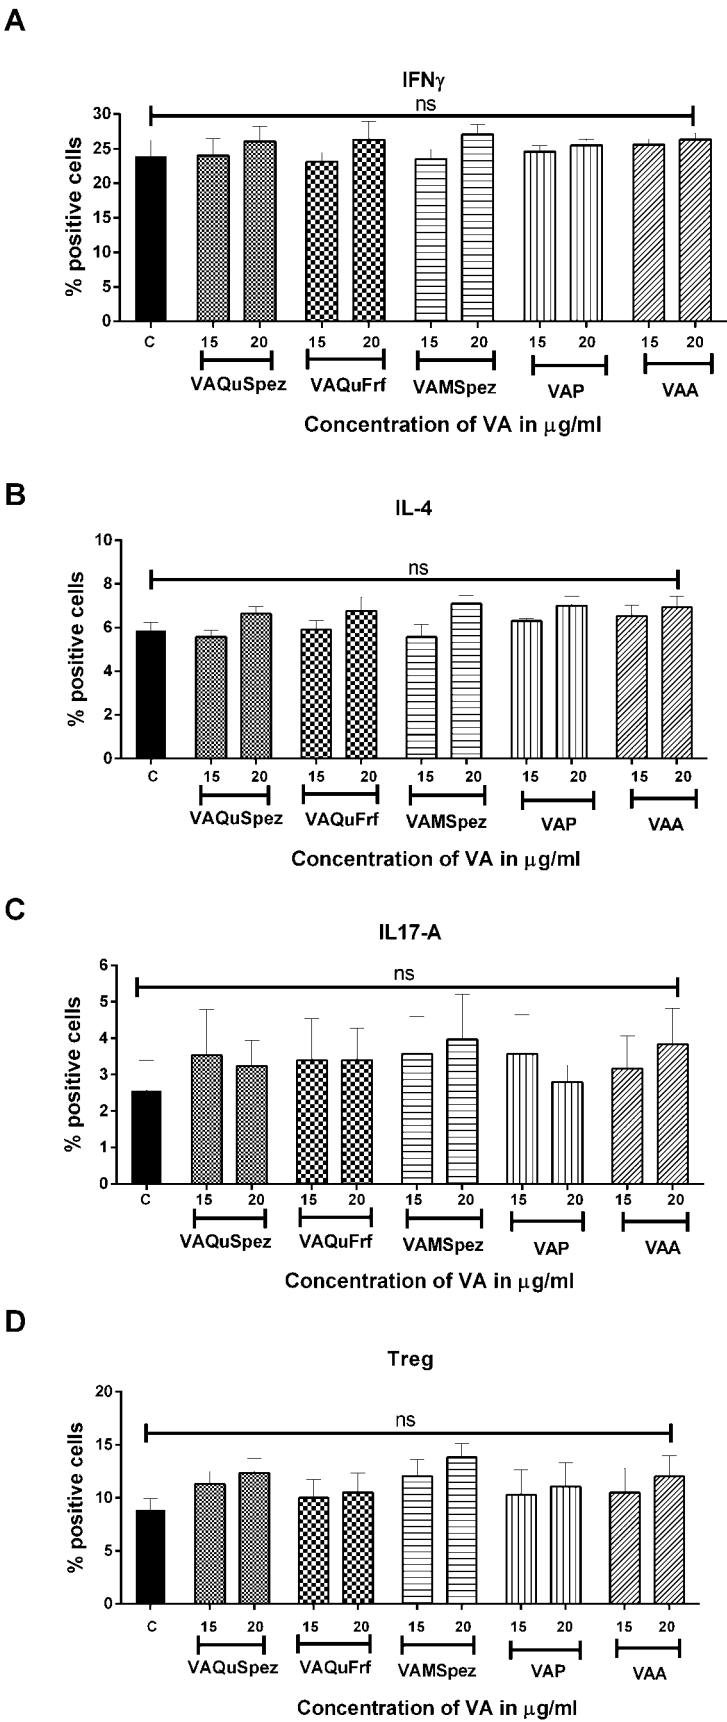 A
IFNγ
ns
% positive cells
30
25
20
15
10
5
0
C 15 20 15 20 15 20 15 20 15 20
VAQuSpez VAQuFrf VAMSpez VAP VAA
Concentration of VA in μg/ml
B
IL-4
ns
% positive cells
10
8
6
4
2
0
C 15 20 15 20 15 20 15 20 15 20
VAQuSpez VAQuFrf VAMSpez VAP VAA
Concentration of VA in μg/ml
C
IL17-A
ns
% positive cells
6
5
4
3
2
1
0
C 15 20 15 20 15 20 15 20 15 20
VAQuSpez VAQuFrf VAMSpez VAP VAA
Concentration of VA in μg/ml
D
Treg
ns
% positive cells
20
15
10
5
0
C 15 20 15 20 15 20 15 20 15 20
VAQuSpez VAQuFrf VAMSpez VAP VAA
Concentration of VA in μg/ml